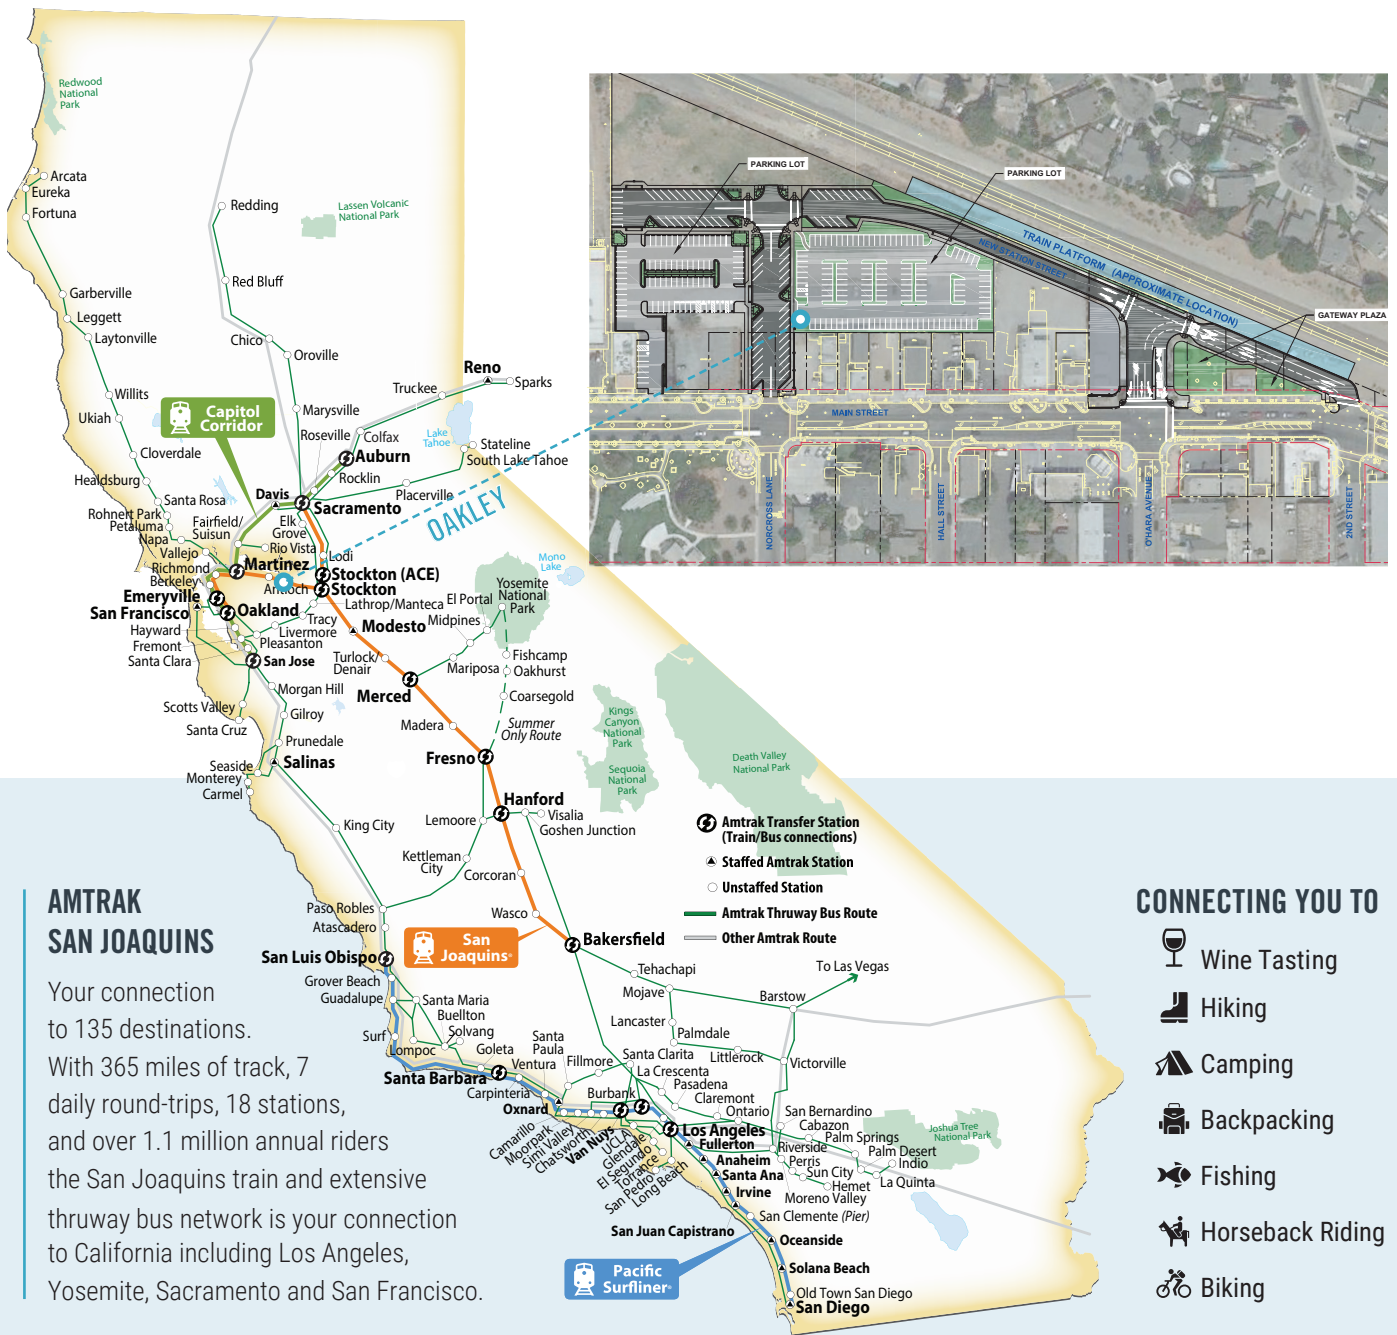 Redwood
National
Park
Arcata
Eureka
Fortuna
Redding
Lassen Volcanic
National Park
Red Bluff
Garberville
Leggett
Laytonville
Chico
Oroville
Reno
Truckee
Sparks
Willits
Ukiah
Marysville
Capitol
Corridor
Roseville
Colfax
Lake
Tahoe
Stateline
South Lake Tahoe
Cloverdale
Auburn
Rocklin
Healdsburg
Placerville
Santa Rosa
Davis
Sacramento
Rohnert Park
Petaluma
Napa
Fairfield/
Suisun
Elk
Grove
OAKLEY
Vallejo
Rio Vista
Lodi
Richmond
Martinez
Berkeley
Antioch
Stockton (ACE)
Stockton
Mono
Lake
Yosemite
National
Park
Emeryville
San Francisco
Oakland
Lathrop/Manteca
El Portal
Hayward
Tracy
Livermore
Pleasanton
Modesto
Midpines
Fremont
Santa Clara
San Jose
Turlock/
Denair
Mariposa
Fishcamp
Oakhurst
Merced
Coarsegold
Morgan Hill
Scotts Valley
Gilroy
Santa Cruz
Madera
Summer
Only Route
Kings
Canyon
National
Park
Prunedale
Salinas
Fresno
Sequoia
National
Park
Death Valley
National Park
Seaside
Monterey
Carmel
Hanford
Lemoore
Visalia
Goshen Junction
King City
Kettleman
City
Corcoran
Paso Robles
Wasco
Atascadero
San
Joaquins®
Bakersfield
San Luis Obispo
Grover Beach
Guadalupe
Tehachapi
Mojave
To Las Vegas
Barstow
Santa Maria
Buellton
Solvang
Surf
Lompoc
Goleta
Lancaster
Palmdale
Littlerock
Victorville
Santa
Paula
Ventura
Fillmore
Santa Clarita
La Crescenta
Santa Barbara
Carpinteria
Oxnard
Burbank
Pasadena
Claremont
Ontario
San Bernardino
Cabazon
Palm Springs
Joshua Tree
National Park
Camarillo
Moorpark
Simi Valley
Chatsworth
Van Nuys
UCLA
Glendale
El Segundo
Torrance
San Pedro
Long Beach
Los Angeles
Fullerton
Anaheim
Santa Ana
Irvine
Riverside
Perris
Sun City
Hemet
Moreno Valley
Palm Desert
Indio
La Quinta
San Clemente (Pier)
San Juan Capistrano
Oceanside
Solana Beach
Pacific
Surfliner®
Old Town San Diego
San Diego
PARKING LOT
PARKING LOT
TRAIN PLATFORM (APPROXIMATE LOCATION)
NEW STATION STREET
GATEWAY PLAZA
MAIN STREET
NORCROSS LANE
HALL STREET
O'HARA AVENUE
2ND STREET
Amtrak Transfer Station
(Train/Bus connections)
Staffed Amtrak Station
Unstaffed Station
Amtrak Thruway Bus Route
Other Amtrak Route
AMTRAK
SAN JOAQUINS
Your connection
to 135 destinations.
With 365 miles of track, 7
daily round-trips, 18 stations,
and over 1.1 million annual riders
the San Joaquins train and extensive
thruway bus network is your connection
to California including Los Angeles,
Yosemite, Sacramento and San Francisco.
CONNECTING YOU TO
Wine Tasting
Hiking
Camping
Backpacking
Fishing
Horseback Riding
Biking